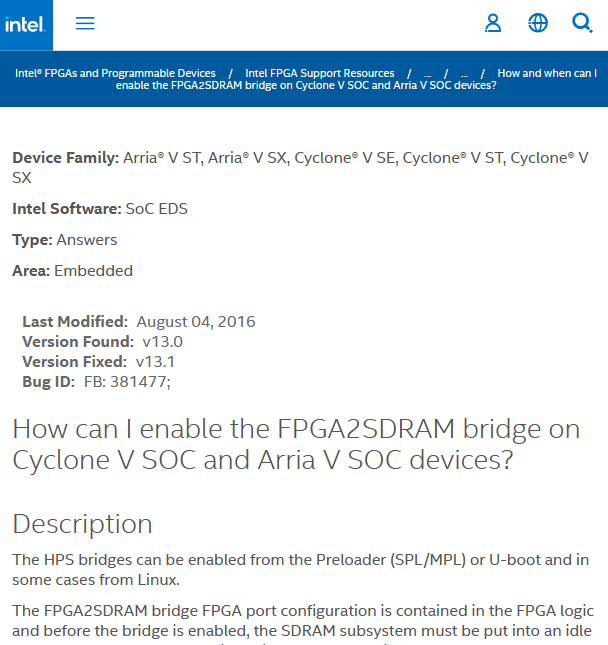 intel.
Intel® FPGAs and Programmable Devices / Intel FPGA Support Resources / ... / ... / How and when can I
enable the FPGA2SDRAM bridge on Cyclone V SOC and Arria V SOC devices?
Device Family: Arria® V ST, Arria® V SX, Cyclone® V SE, Cyclone® V ST, Cyclone® V
SX
Intel Software: SoC EDS
Type: Answers
Area: Embedded
Last Modified: August 04, 2016
Version Found: v13.0
Version Fixed: v13.1
Bug ID: FB: 381477;
How can I enable the FPGA2SDRAM bridge on
Cyclone V SOC and Arria V SOC devices?
Description
The HPS bridges can be enabled from the Preloader (SPL/MPL) or U-boot and in
some cases from Linux.
The FPGA2SDRAM bridge FPGA port configuration is contained in the FPGA logic
and before the bridge is enabled, the SDRAM subsystem must be put into an idle